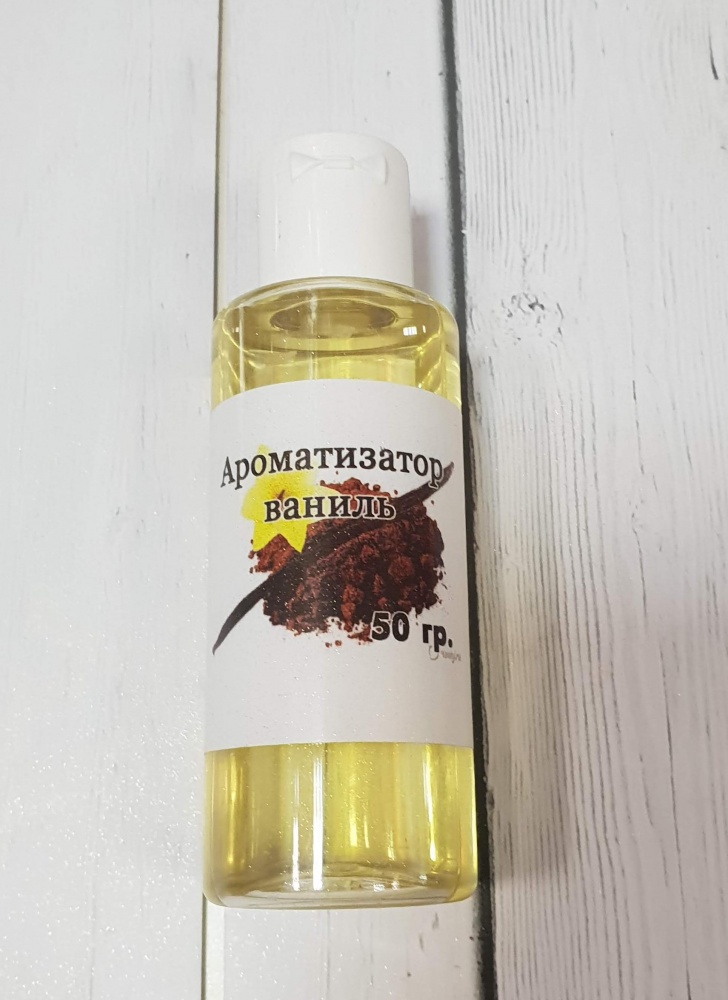 Ароматизатор
ваниль
50 гр.